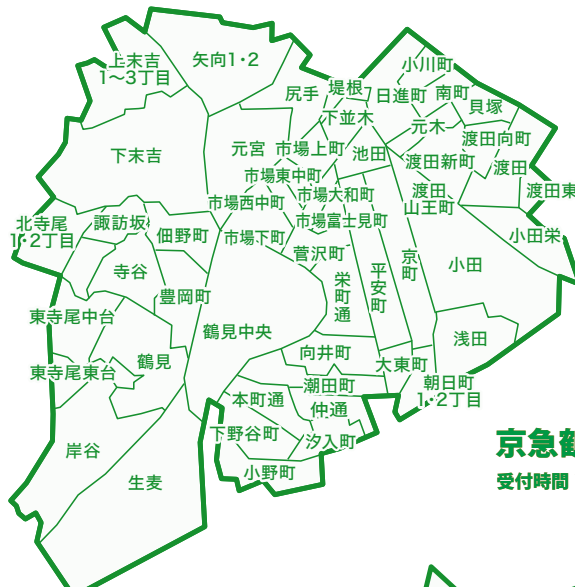 上末吉
1〜3丁目
矢向1・2
尻手
堤根
小川町
日進町
南町
貝塚
下並木
元木
渡田向町
下末吉
元宮
市場上町
池田
渡田新町
渡田
市場東中町
市場大和町
渡田
山王町
渡田東
市場西中町
市場富士見町
北寺尾
1・2丁目
諏訪坂
佃野町
市場下町
菅沢町
京町
小田
小田栄
寺谷
豊岡町
栄町通
平安町
東寺尾中台
鶴見中央
浅田
東寺尾東台
鶴見
向井町
大東町
朝日町
1・2丁目
潮田町
本町通
仲通
下野谷町
汐入町
岸谷
小野町
生麦
京急
受付時間